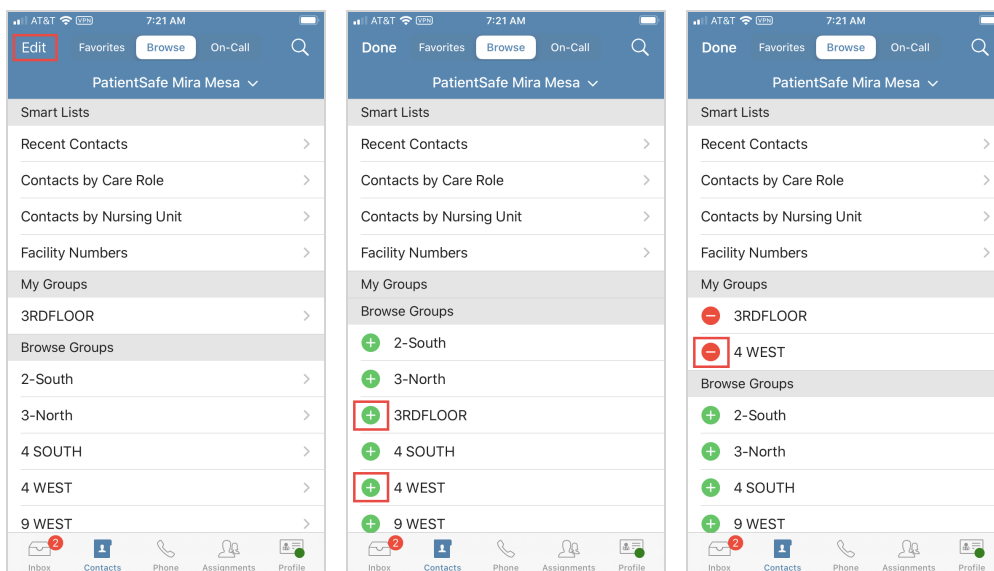 AT&T VPN 7:21 AM
Edit Favorites Browse On-Call
PatientSafe Mira Mesa
Smart Lists
Recent Contacts
Contacts by Care Role
Contacts by Nursing Unit
Facility Numbers
My Groups
3RDFLOOR
Browse Groups
2-South
3-North
4 SOUTH
4 WEST
9 WEST
2
Inbox Contacts Phone Assignments Profile
AT&T VPN 7:21 AM
Done Favorites Browse On-Call
PatientSafe Mira Mesa
Smart Lists
Recent Contacts
Contacts by Care Role
Contacts by Nursing Unit
Facility Numbers
My Groups
Browse Groups
2-South
3-North
3RDFLOOR
4 SOUTH
4 WEST
9 WEST
2
Inbox Contacts Phone Assignments Profile
AT&T VPN 7:21 AM
Done Favorites Browse On-Call
PatientSafe Mira Mesa
Smart Lists
Recent Contacts
Contacts by Care Role
Contacts by Nursing Unit
Facility Numbers
My Groups
3RDFLOOR
4 WEST
Browse Groups
2-South
3-North
4 SOUTH
9 WEST
2
Inbox Contacts Phone Assignments Profile